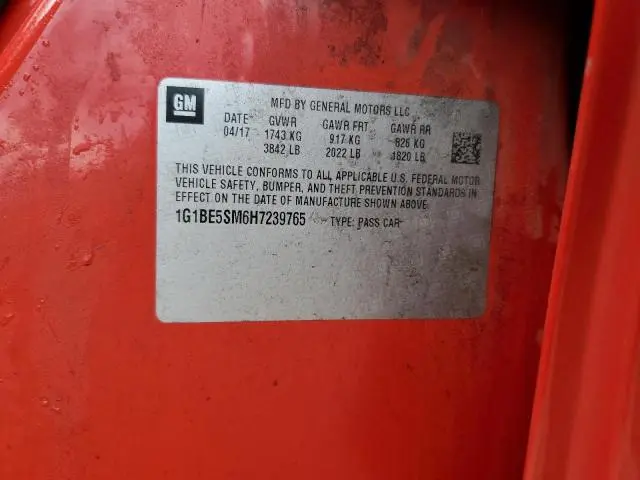 GM
MFD BY GENERAL MOTORS LLC
DATE GVWR GAWR FRT GAWR RR
04/17 1743 KG 917 KG 826 KG
3842 LB 2022 LB 1820 LB
THIS VEHICLE CONFORMS TO ALL APPLICABLE U.S. FEDERAL MOTOR
VEHICLE SAFETY, BUMPER, AND THEFT PREVENTION STANDARDS IN
EFFECT ON THE DATE OF MANUFACTURE SHOWN ABOVE.
1G1BE5SM6H7239765 TYPE: PASS CAR